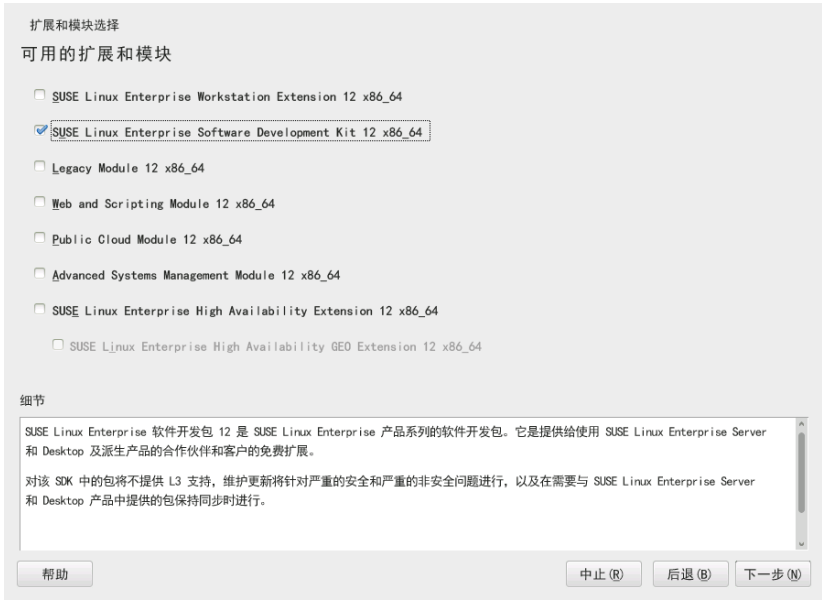 扩展和模块选择
可用的扩展和模块
SUSE Linux Enterprise Workstation Extension 12 x86_64
SUSE Linux Enterprise Software Development Kit 12 x86_64
Legacy Module 12 x86_64
Web and Scripting Module 12 x86_64
Public Cloud Module 12 x86_64
Advanced Systems Management Module 12 x86_64
SUSE Linux Enterprise High Availability Extension 12 x86_64
SUSE Linux Enterprise High Availability GEO Extension 12 x86_64
细节
SUSE Linux Enterprise 软件开发包 12 是 SUSE Linux Enterprise 产品系列的软件开发包。它是提供给使用 SUSE Linux Enterprise Server
和 Desktop 及派生产品的合作伙伴和客户的免费扩展。
对该 SDK 中的包将不提供 L3 支持，维护更新将针对严重的安全和严重的非安全问题进行，以及在需要与 SUSE Linux Enterprise Server
和 Desktop 产品中提供的包保持同步时进行。
帮助 中止(R) 后退(B) 下一步(N)